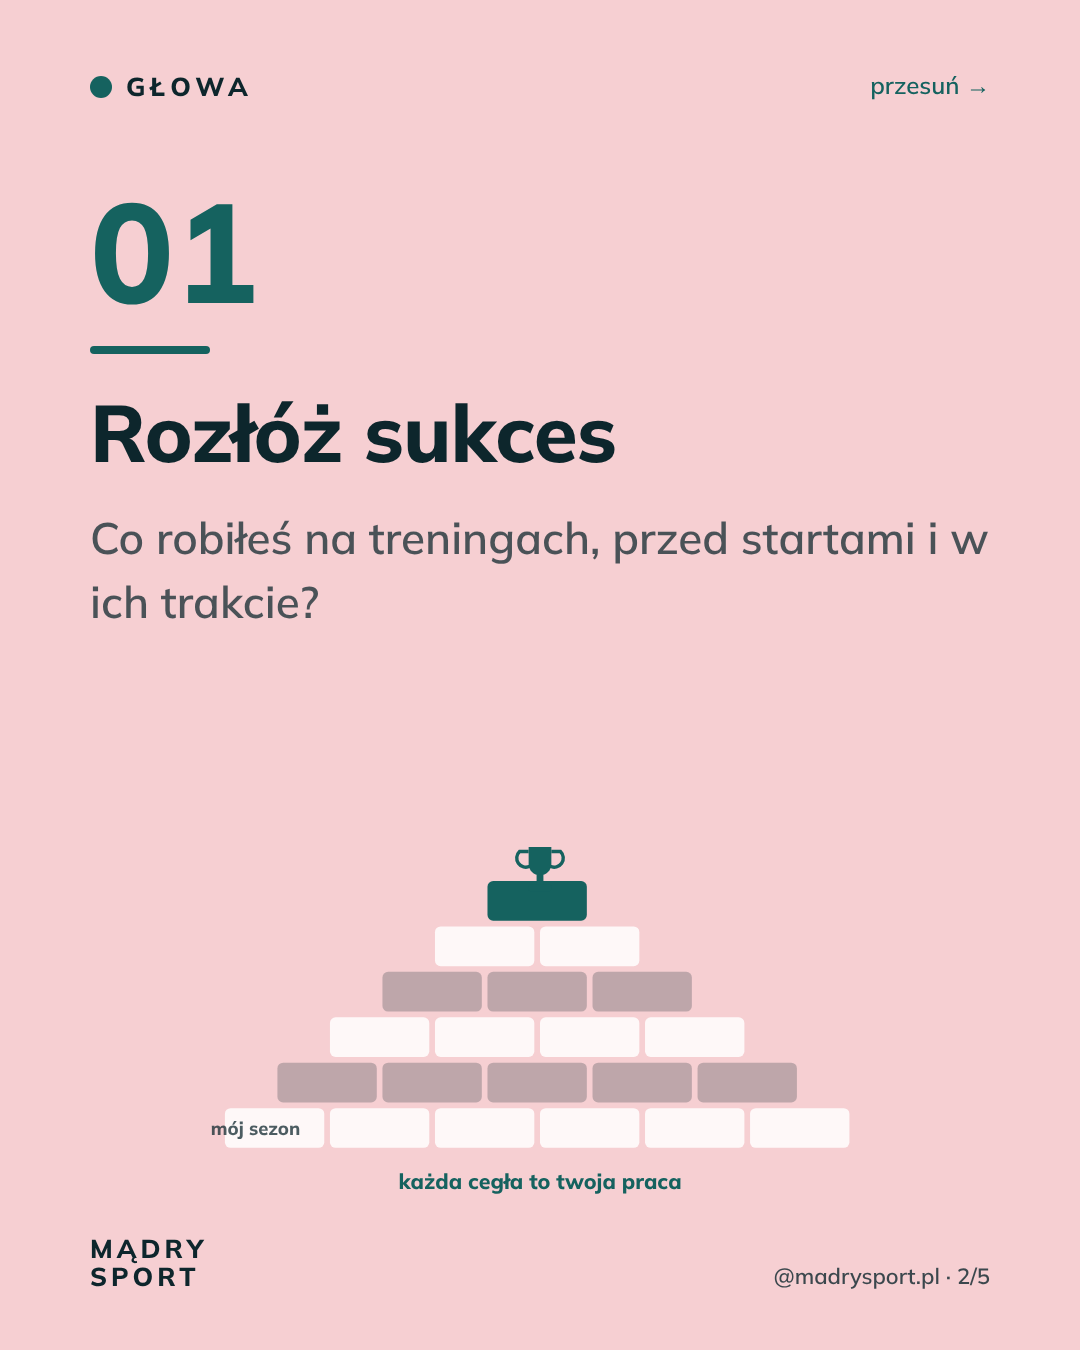 GŁOWA
przesuń →
01
Rozłóż sukces
Co robiłeś na treningach, przed startami i w
ich trakcie?
mój sezon
każda cegła to twoja praca
MĄDRY
SPORT
@madrysport.pl · 2/5